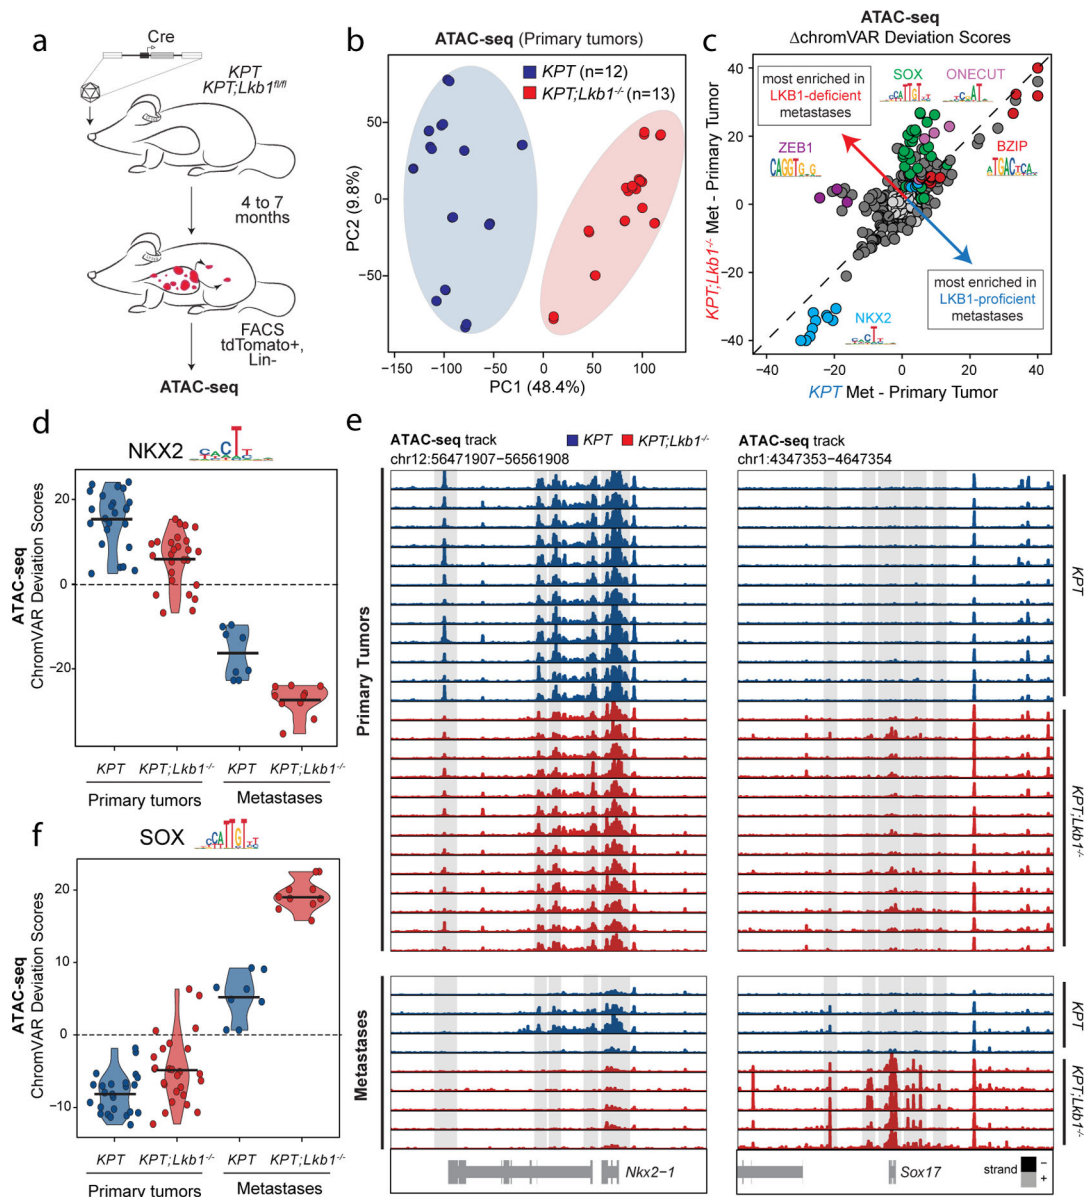 a
Cre
KPT
KPT;Lkb1fl/fl
4 to 7
months
FACS
tdTomato+,
Lin-
ATAC-seq
b
ATAC-seq (Primary tumors)
KPT (n=12)
KPT;Lkb1-/- (n=13)
50
0
−50
PC2 (9.8%)
−150
−100
−50
0
50
100
PC1 (48.4%)
c
ATAC-seq
ΔchromVAR Deviation Scores
most enriched in
LKB1-deficient
metastases
SOX
CCATTGTT
ONECUT
ZEB1
CAGGTG
BZIP
ATGACTCA
most enriched in
LKB1-proficient
metastases
NKX2
CACT
40
20
0
−20
−40
KPT;Lkb1-/- Met - Primary Tumor
−40
−20
0
20
40
KPT Met - Primary Tumor
d
NKX2
CACT
20
0
−20
ATAC-seq
ChromVAR Deviation Scores
KPT
KPT;Lkb1-/-
KPT
KPT;Lkb1-/-
Primary tumors
Metastases
e
ATAC-seq track
KPT
KPT;Lkb1-/-
chr12:56471907−56561908
ATAC-seq track
chr1:4347353−4647354
Primary Tumors
KPT
KPT;Lkb1-/-
Metastases
KPT
KPT;Lkb1-/-
Nkx2−1
Sox17
strand
−
+
f
SOX
CCATTGTT
20
10
0
−10
ATAC-seq
ChromVAR Deviation Scores
KPT
KPT;Lkb1-/-
KPT
KPT;Lkb1-/-
Primary tumors
Metastases